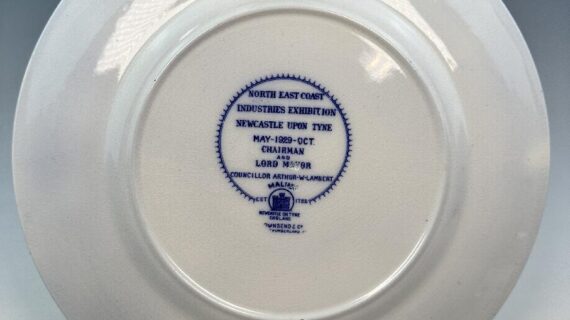 NORTH EAST COAST
INDUSTRIES EXHIBITION
NEWCASTLE UPON TYNE
MAY-1929-OCT.
CHAIRMAN
AND
LORD MAYOR
COUNCILLOR ARTHUR·W·LAMBERT
MALING
EST
NEWCASTLE ON TYNE
ENGLAND